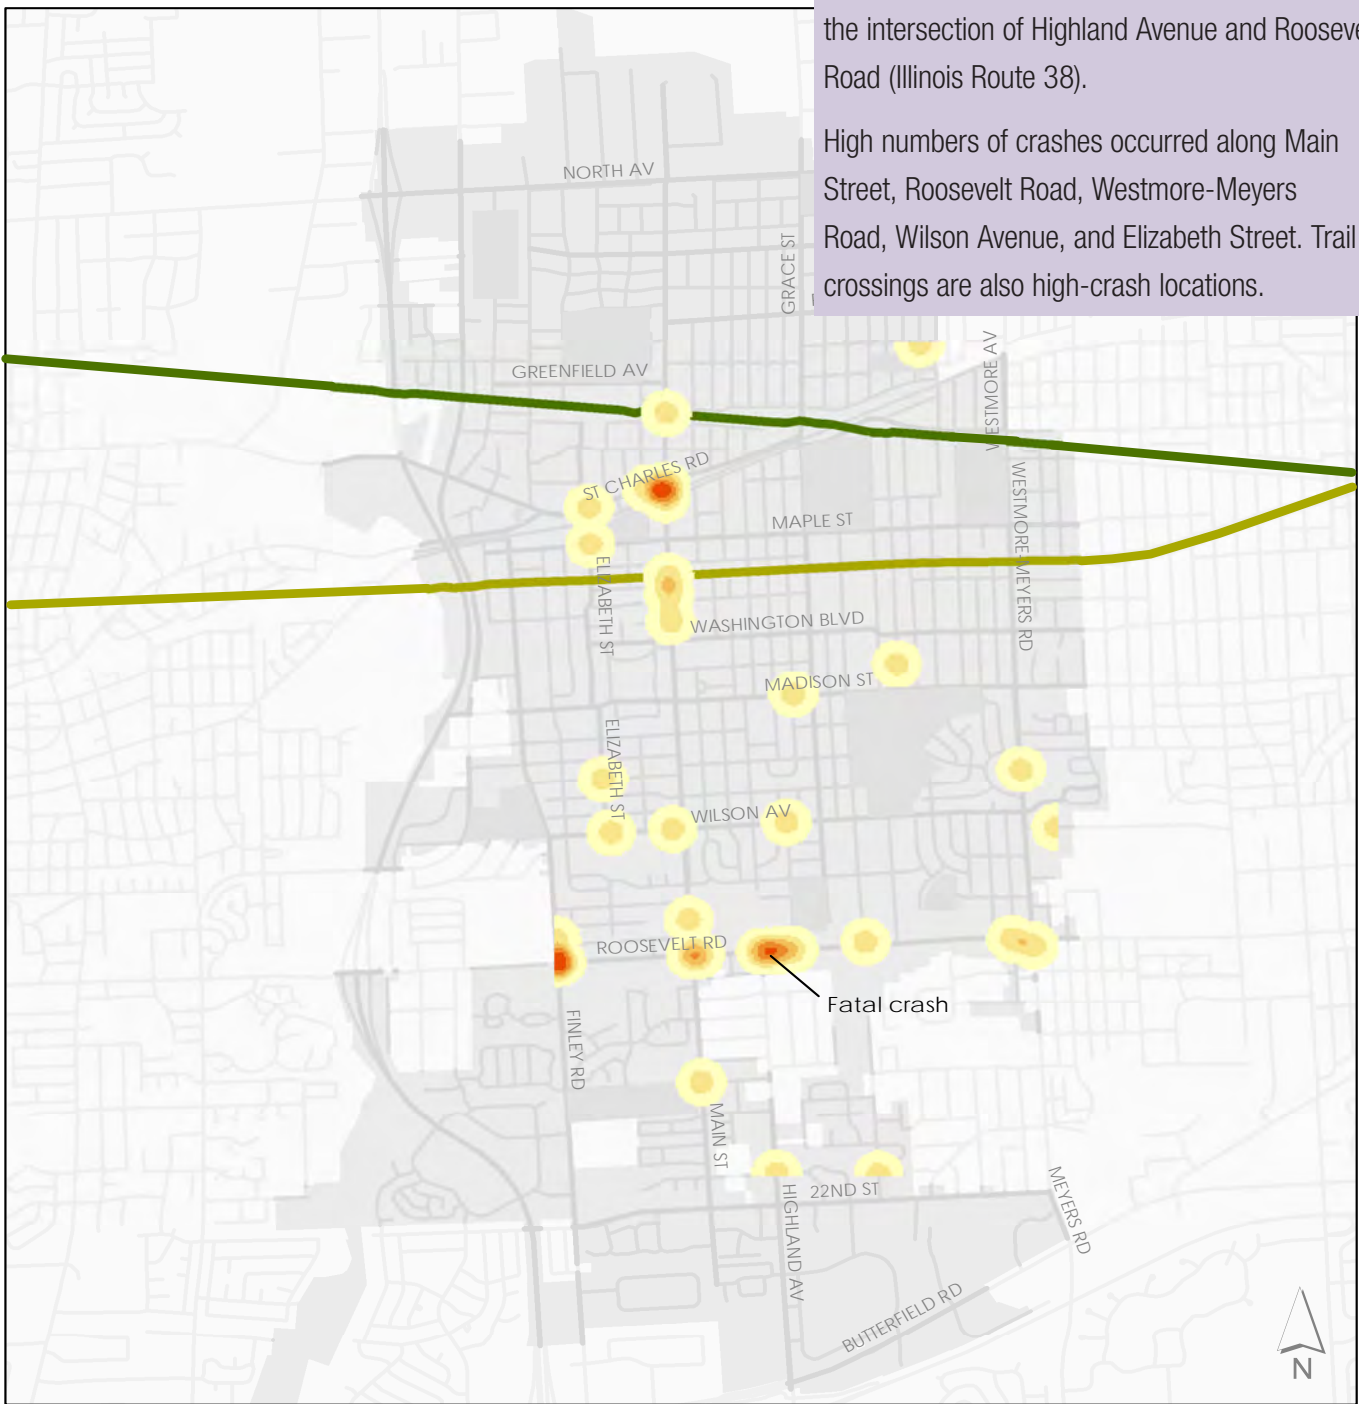 the intersection of Highland Avenue and
Road (Illinois Route 38).
High numbers of crashes occurred along Main
Street, Roosevelt Road, Westmore-Meyers
Road, Wilson Avenue, and Elizabeth Street. Trail
crossings are also high-crash locations.
NORTH AV
GRACE ST
GREENFIELD AV
WESTMORE AV
ST CHARLES RD
WESTMORE-MEYERS RD
MAPLE ST
ELIZABETH ST
WASHINGTON BLVD
MADISON ST
ELIZABETH ST
WILSON AV
ROOSEVELT RD
Fatal crash
FINLEY RD
MAIN ST
22ND ST
HIGHLAND AV
MEYERS RD
BUTTERFIELD RD
N